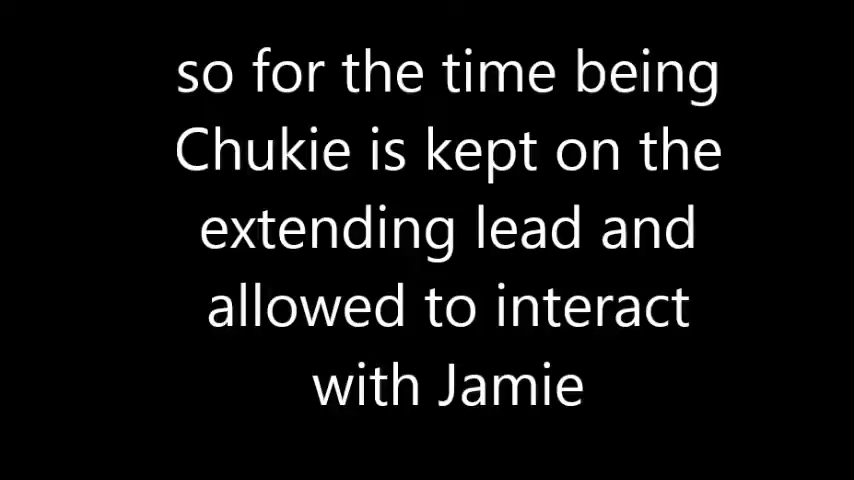 so for the time being
Chukie is kept on the
extending lead and
allowed to interact
with Jamie